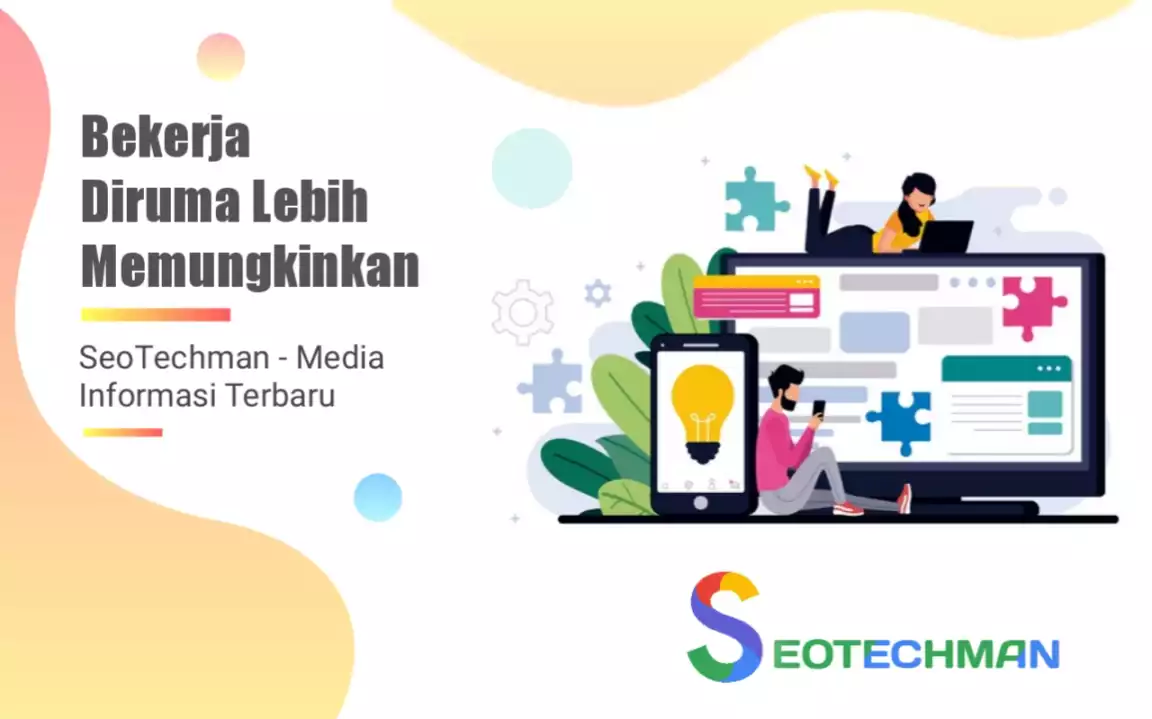 Bekerja
Diruma Lebih
Memungkinkan
SeoTechman - Media
Informasi Terbaru
SEOTECHMAN